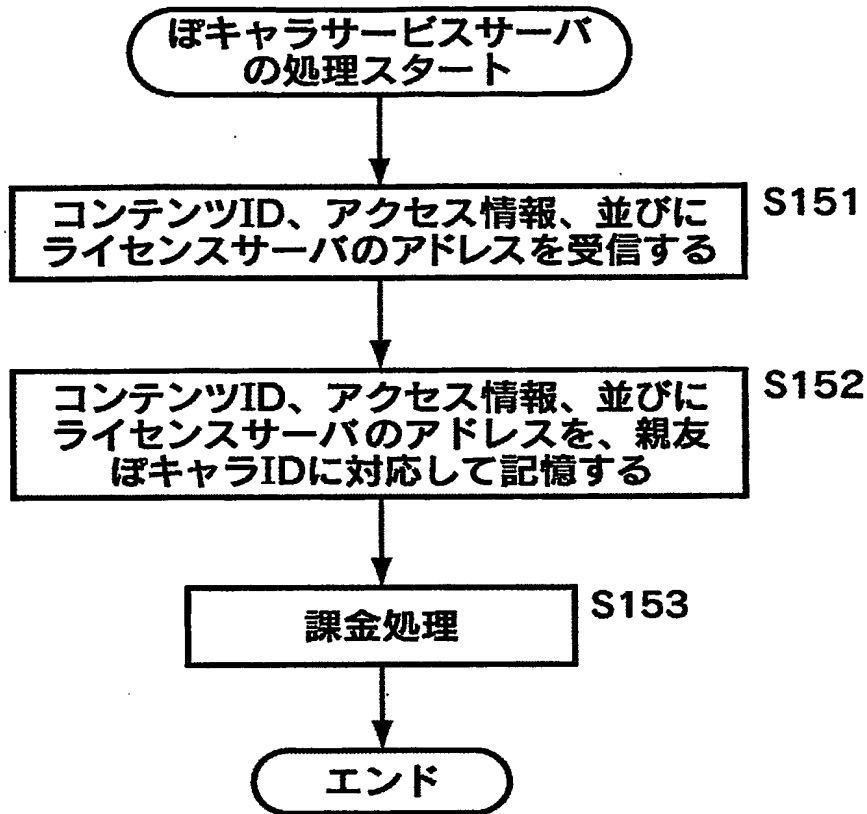 ぽキャラサービスサーバ
の処理スタート
コンテンツID、アクセス情報、並びに
ライセンスサーバのアドレスを受信する
S151
コンテンツID、アクセス情報、並びに
ライセンスサーバのアドレスを、親友
ぽキャラIDに対応して記憶する
S152
課金処理
S153
エンド